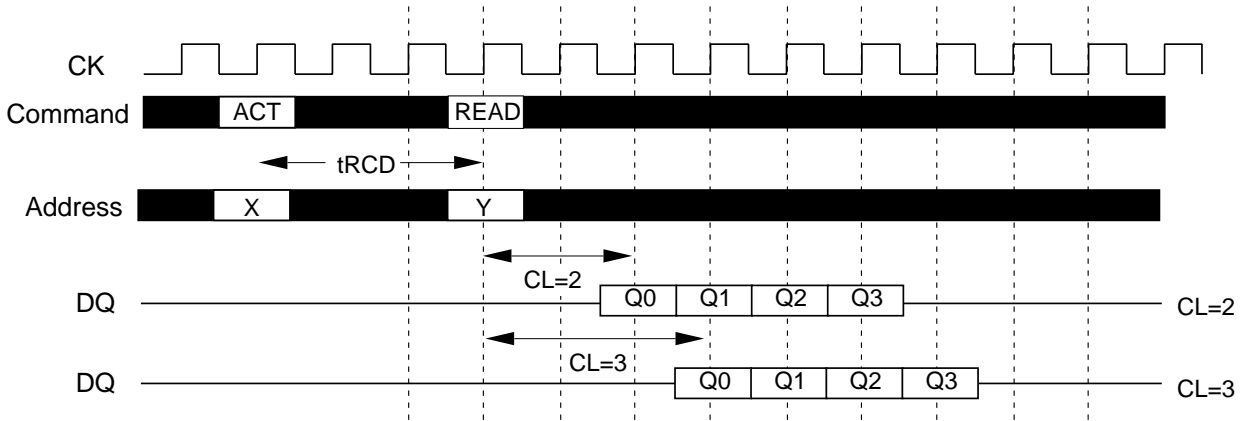 CK
Command ACT READ
tRCD
Address X Y
CL=2
DQ Q0 Q1 Q2 Q3 CL=2
CL=3
DQ Q0 Q1 Q2 Q3 CL=3